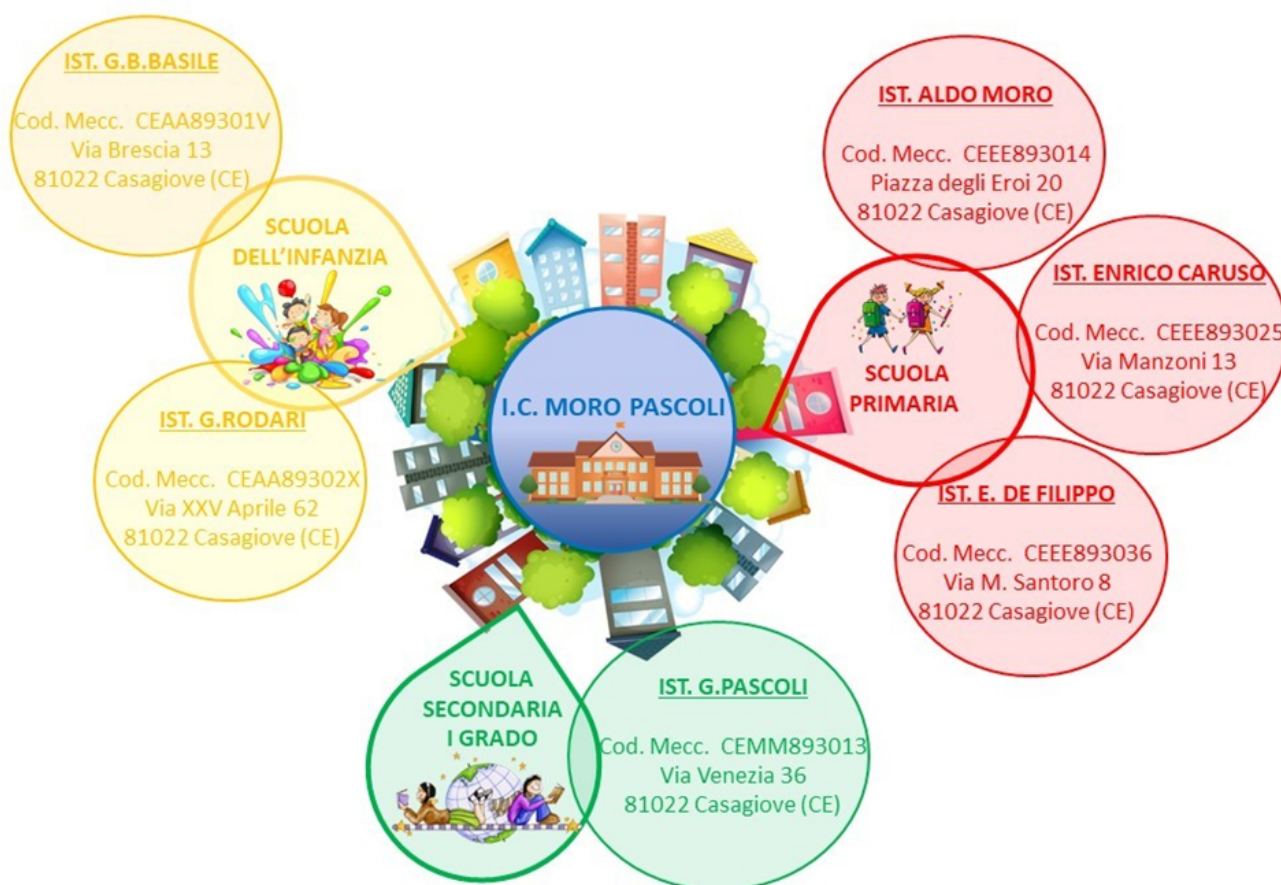 IST. G.B.BASILE
Cod. Mecc. CEAA89301V
Via Brescia 13
81022 Casagiove (CE)
SCUOLA
DELL'INFANZIA
IST. G.RODARI
Cod. Mecc. CEAA89302X
Via XXV Aprile 62
81022 Casagiove (CE)
I.C. MORO PASCOLI
IST. ALDO MORO
Cod. Mecc. CEEE893014
Piazza degli Eroi 20
81022 Casagiove (CE)
SCUOLA
PRIMARIA
IST. ENRICO CARUSO
Cod. Mecc. CEEE893025
Via Manzoni 13
81022 Casagiove (CE)
IST. E. DE FILIPPO
Cod. Mecc. CEEE893036
Via M. Santoro 8
81022 Casagiove (CE)
SCUOLA
SECONDARIA
I GRADO
IST. G.PASCOLI
Cod. Mecc. CEMM893013
Via Venezia 36
81022 Casagiove (CE)